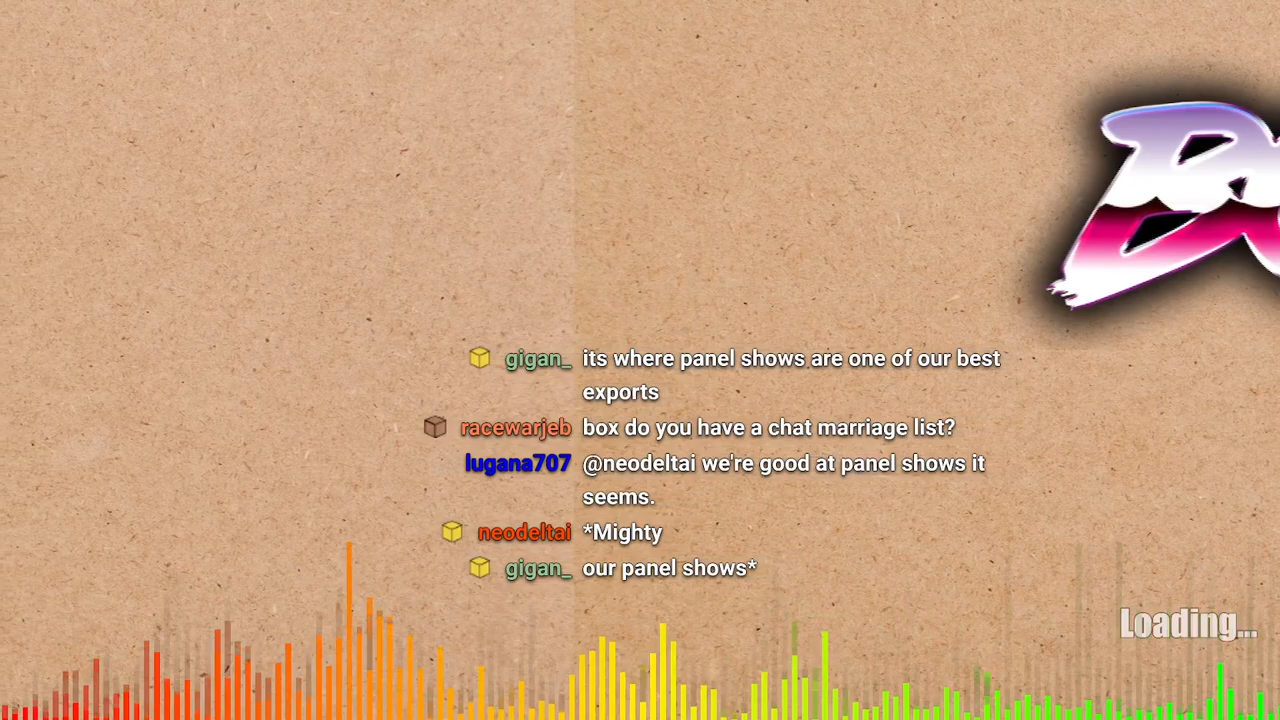 gigan_ its where panel shows are one of our best
exports
racewarjeb box do you have a chat marriage list?
lugana707 @neodeltai we're good at panel shows it
seems.
neodeltai *Mighty
gigan_ our panel shows*
Loading...